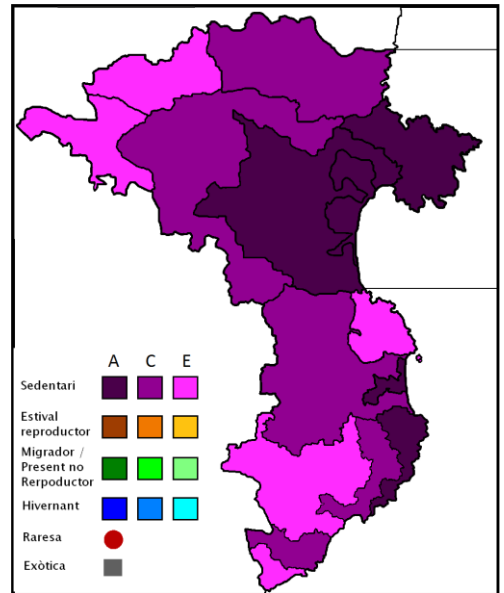 A C E
Sedentari
Estival
reproductor
Migrador /
Present no
Rerpoductor
Hivernant
Raresa
Exòtica